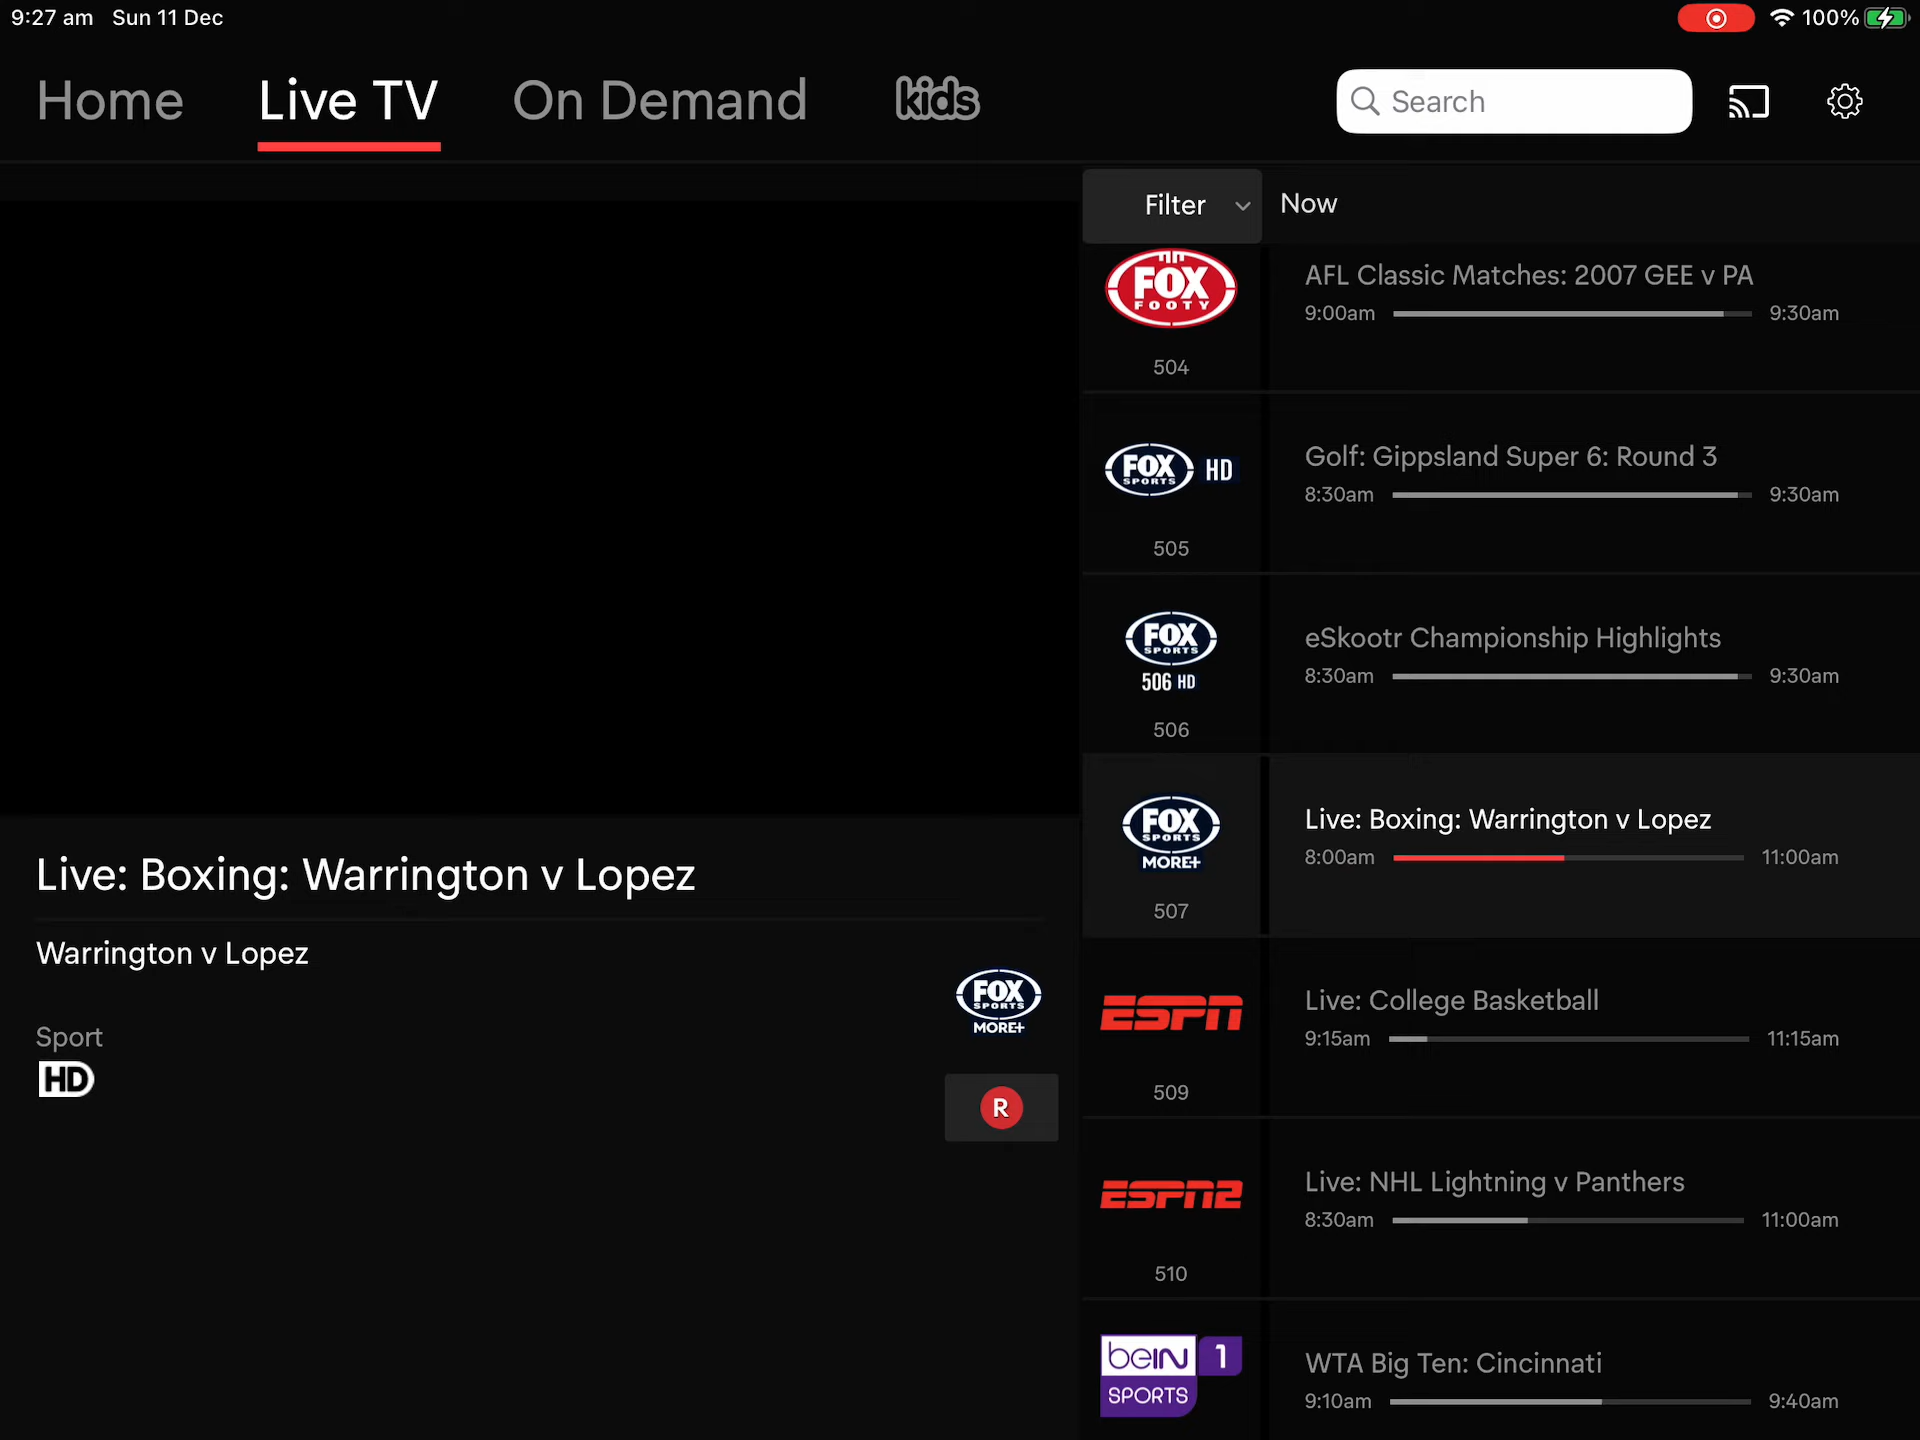 9:27 am Sun 11 Dec
100%
Home Live TV On Demand kids
Search
Filter
Now
FOX
FOOTY
504
AFL Classic Matches: 2007 GEE v PA
9:00am 9:30am
FOX
SPORTS
HD
505
Golf: Gippsland Super 6: Round 3
8:30am 9:30am
FOX
SPORTS
506 HD
506
eSkootr Championship Highlights
8:30am 9:30am
FOX
SPORTS
MORE+
507
Live: Boxing: Warrington v Lopez
8:00am 11:00am
ESPN
509
Live: College Basketball
9:15am 11:15am
ESPN2
510
Live: NHL Lightning v Panthers
8:30am 11:00am
beIN 1
SPORTS
WTA Big Ten: Cincinnati
9:10am 9:40am
Live: Boxing: Warrington v Lopez
Warrington v Lopez
FOX
SPORTS
MORE+
Sport
HD
R